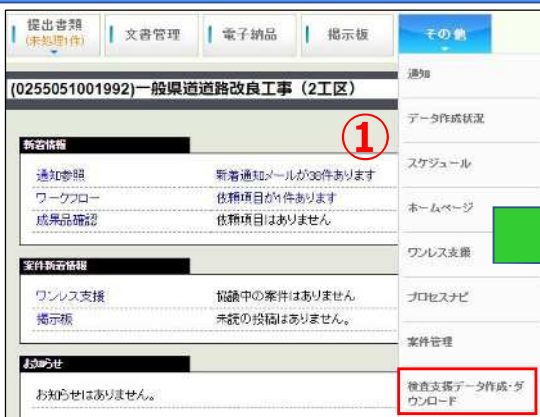 提出書類
(未処理1件)
文書管理
電子納品
掲示板
その他
(0255051001992)一般県道道路改良工事（2工区）
①
新着情報
通知参照 新着通知メールが38件あります
ワークフロー 依頼項目が1件あります
成果品確認 依頼項目はありません
案件新着情報
ワンレス支援 協議中の案件はありません
掲示板 未読の投稿はありません。
お知らせ
お知らせはありません。
通知
データ作成状況
スケジュール
ホームページ
ワンレス支援
プロセスナビ
案件管理
検査支援データ作成・ダ
ウンロード